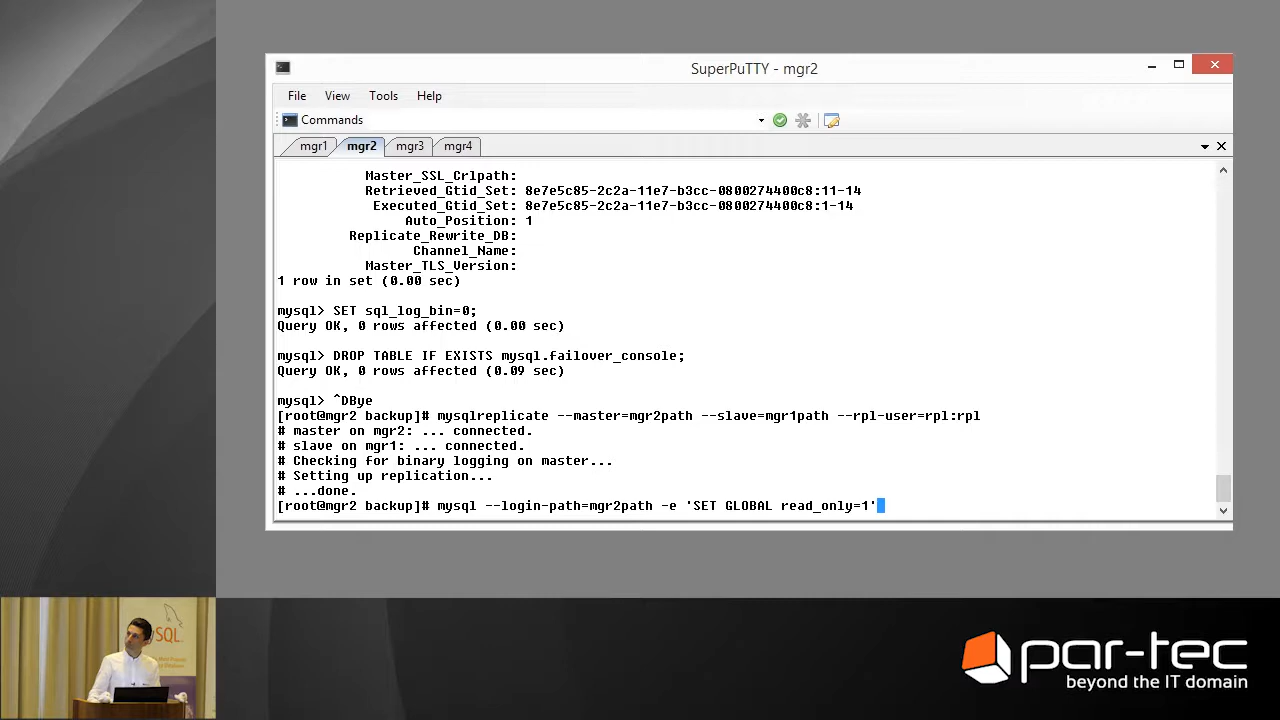 SuperPuTTY - mgr2
File View Tools Help
Commands
mgr1 mgr2 mgr3 mgr4
Master_SSL_Crlpath:
Retrieved_Gtid_Set: 8e7e5c85-2c2a-11e7-b3cc-0800274400c8:11-14
Executed_Gtid_Set: 8e7e5c85-2c2a-11e7-b3cc-0800274400c8:1-14
Auto_Position: 1
Replicate_Rewrite_DB:
Channel_Name:
Master_TLS_Version:
1 row in set (0.00 sec)
mysql> SET sql_log_bin=0;
Query OK, 0 rows affected (0.00 sec)
mysql> DROP TABLE IF EXISTS mysql.failover_console;
Query OK, 0 rows affected (0.09 sec)
mysql> ^DBye
[root@mgr2 backup]# mysqlreplicate --master=mgr2path --slave=mgr1path --rpl-user=rpl:rpl
# master on mgr2: ... connected.
# slave on mgr1: ... connected.
# Checking for binary logging on master...
# Setting up replication...
# ...done.
[root@mgr2 backup]# mysql --login-path=mgr2path -e 'SET GLOBAL read_only=1'
SQL
par-tec
beyond the IT domain